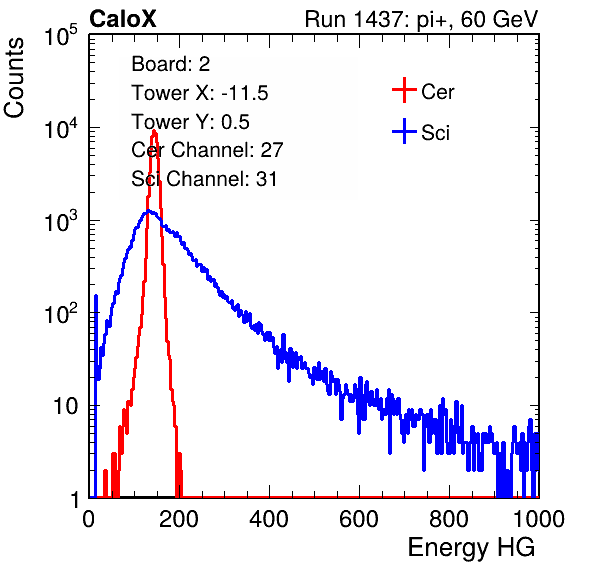 CaloX Run 1437: pi+, 60 GeV
Counts
10^5
10^4
10^3
10^2
10
1
Board: 2
Tower X: -11.5
Tower Y: 0.5
Cer Channel: 27
Sci Channel: 31
Cer
Sci
0 200 400 600 800 1000
Energy HG